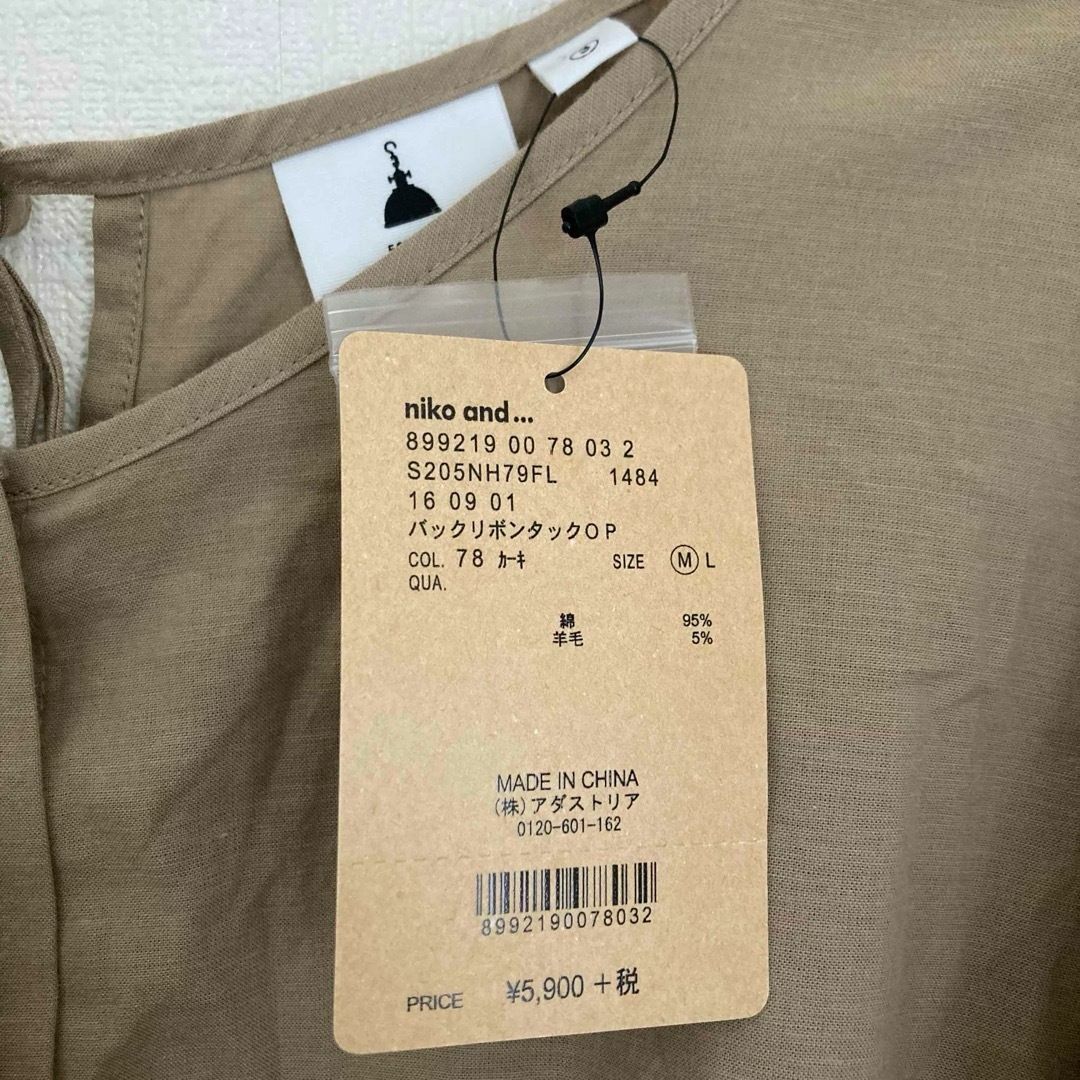 niko and...
899219 00 78 03 2
S205NH79FL 1484
16 09 01
バックリボンタックOP
COL. 78 ｶｰｷ SIZE Ⓜ L
QUA.
綿 95%
羊毛 5%
MADE IN CHINA
(株)アダストリア
0120-601-162
8992190078032
PRICE ¥5,900 +税